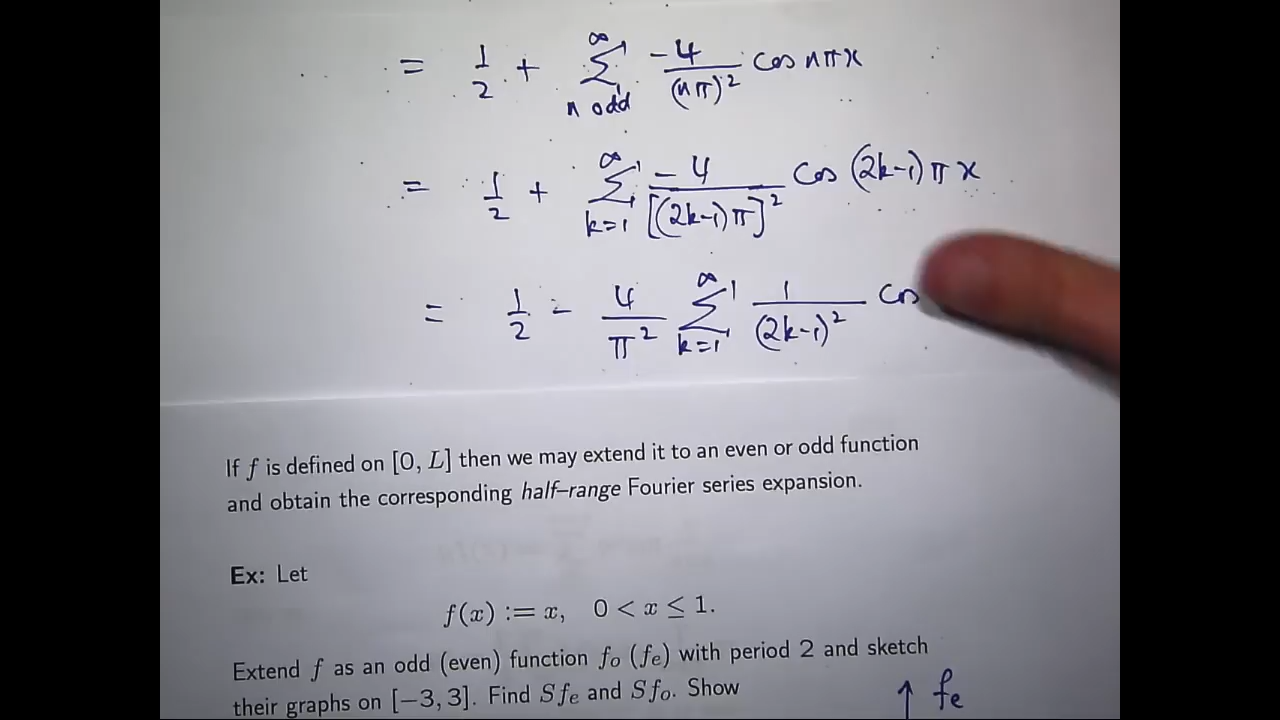 = 1/2 + ∑_{n odd}^{∞} -4/(nπ)² cos nπx
= 1/2 + ∑_{k=1}^{∞} -4/[(2k-1)π]² cos (2k-1)πx
= 1/2 - 4/π² ∑_{k=1}^{∞} 1/(2k-1)² cos
If f is defined on [0, L] then we may extend it to an even or odd function
and obtain the corresponding half–range Fourier series expansion.
Ex: Let
f(x) := x, 0 < x ≤ 1.
Extend f as an odd (even) function f_o (f_e) with period 2 and sketch
their graphs on [−3, 3]. Find Sf_e and Sf_o. Show
↑ f_e